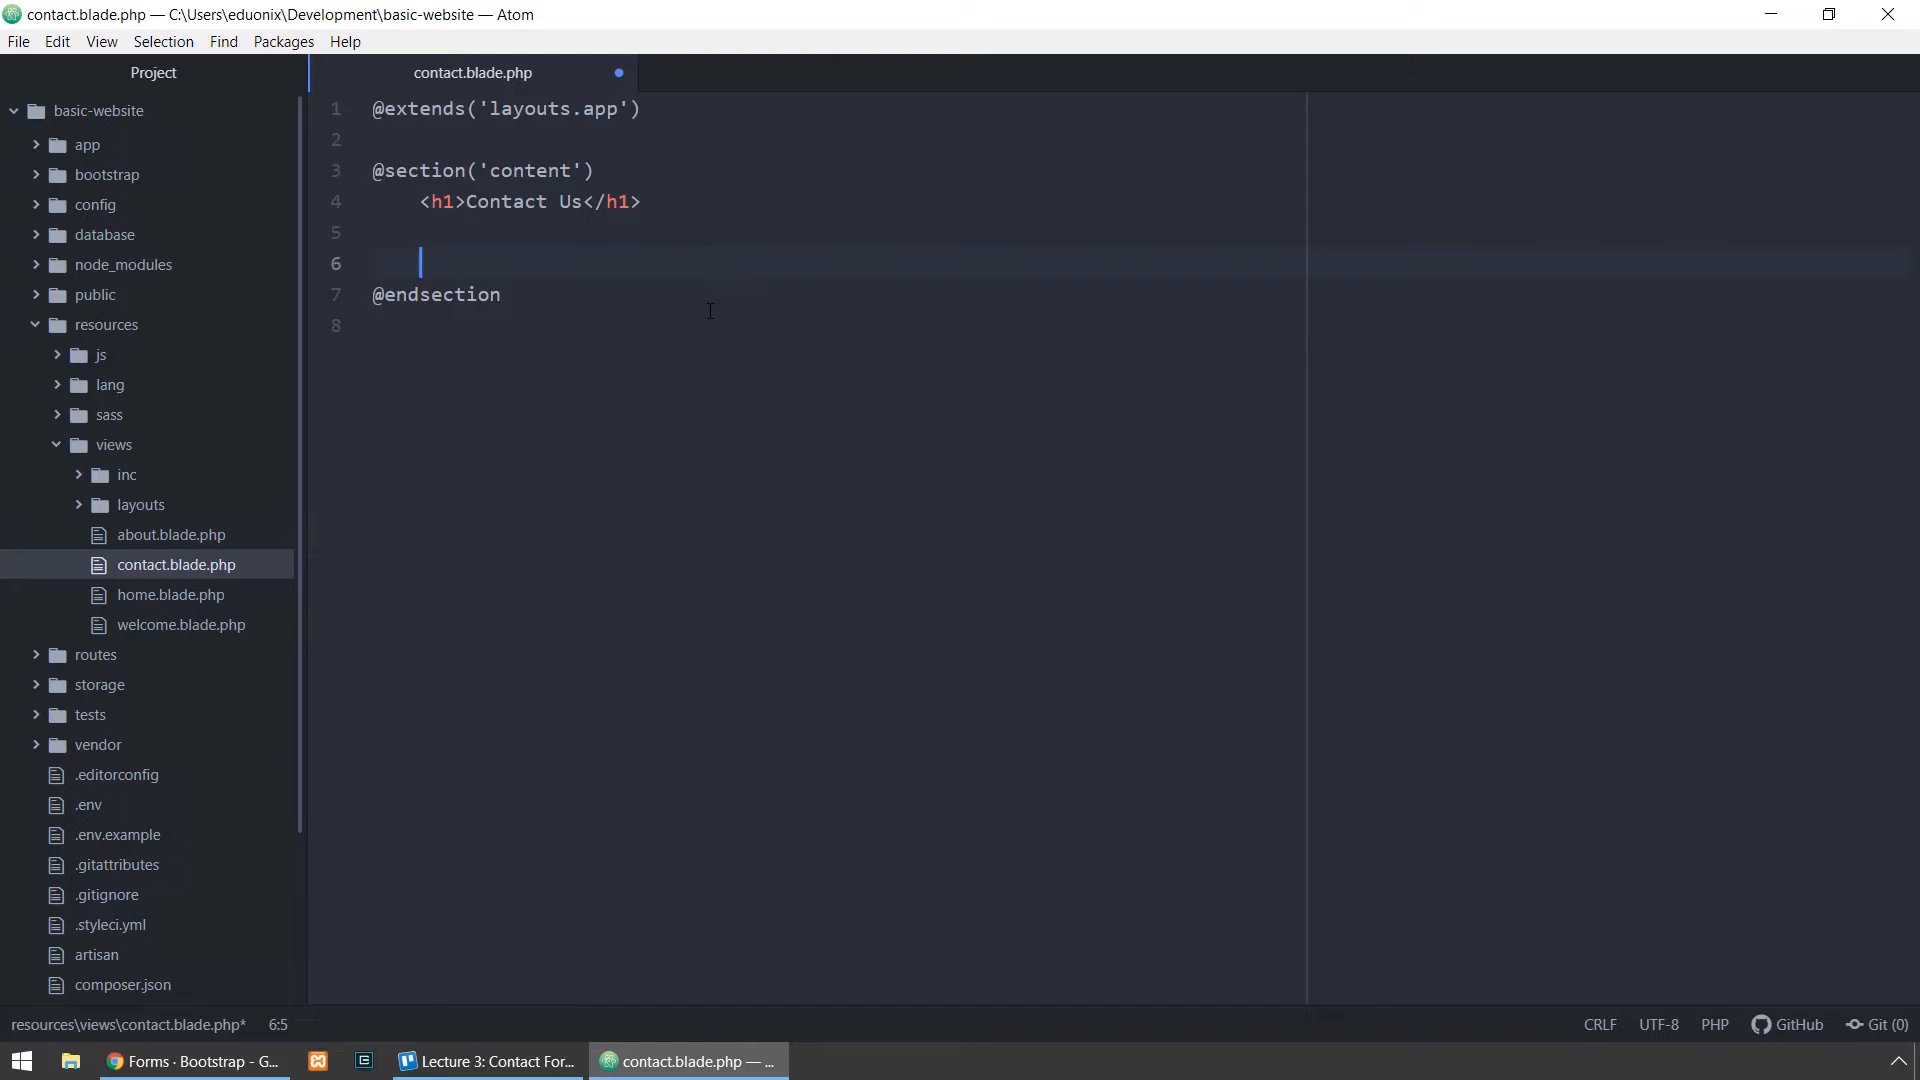 contact.blade.php — C:\Users\eduonix\Development\basic-website — Atom
File Edit View Selection Find Packages Help
Project
basic-website
app
bootstrap
config
database
node_modules
public
resources
js
lang
sass
views
inc
layouts
about.blade.php
contact.blade.php
home.blade.php
welcome.blade.php
routes
storage
tests
vendor
.editorconfig
.env
.env.example
.gitattributes
.gitignore
.styleci.yml
artisan
composer.json
contact.blade.php
1 @extends('layouts.app')
2
3 @section('content')
4 <h1>Contact Us</h1>
5
6
7 @endsection
8
resources\views\contact.blade.php* 6:5 CRLF UTF-8 PHP GitHub Git (0)
Forms · Bootstrap - G... Lecture 3: Contact For... contact.blade.php — ...